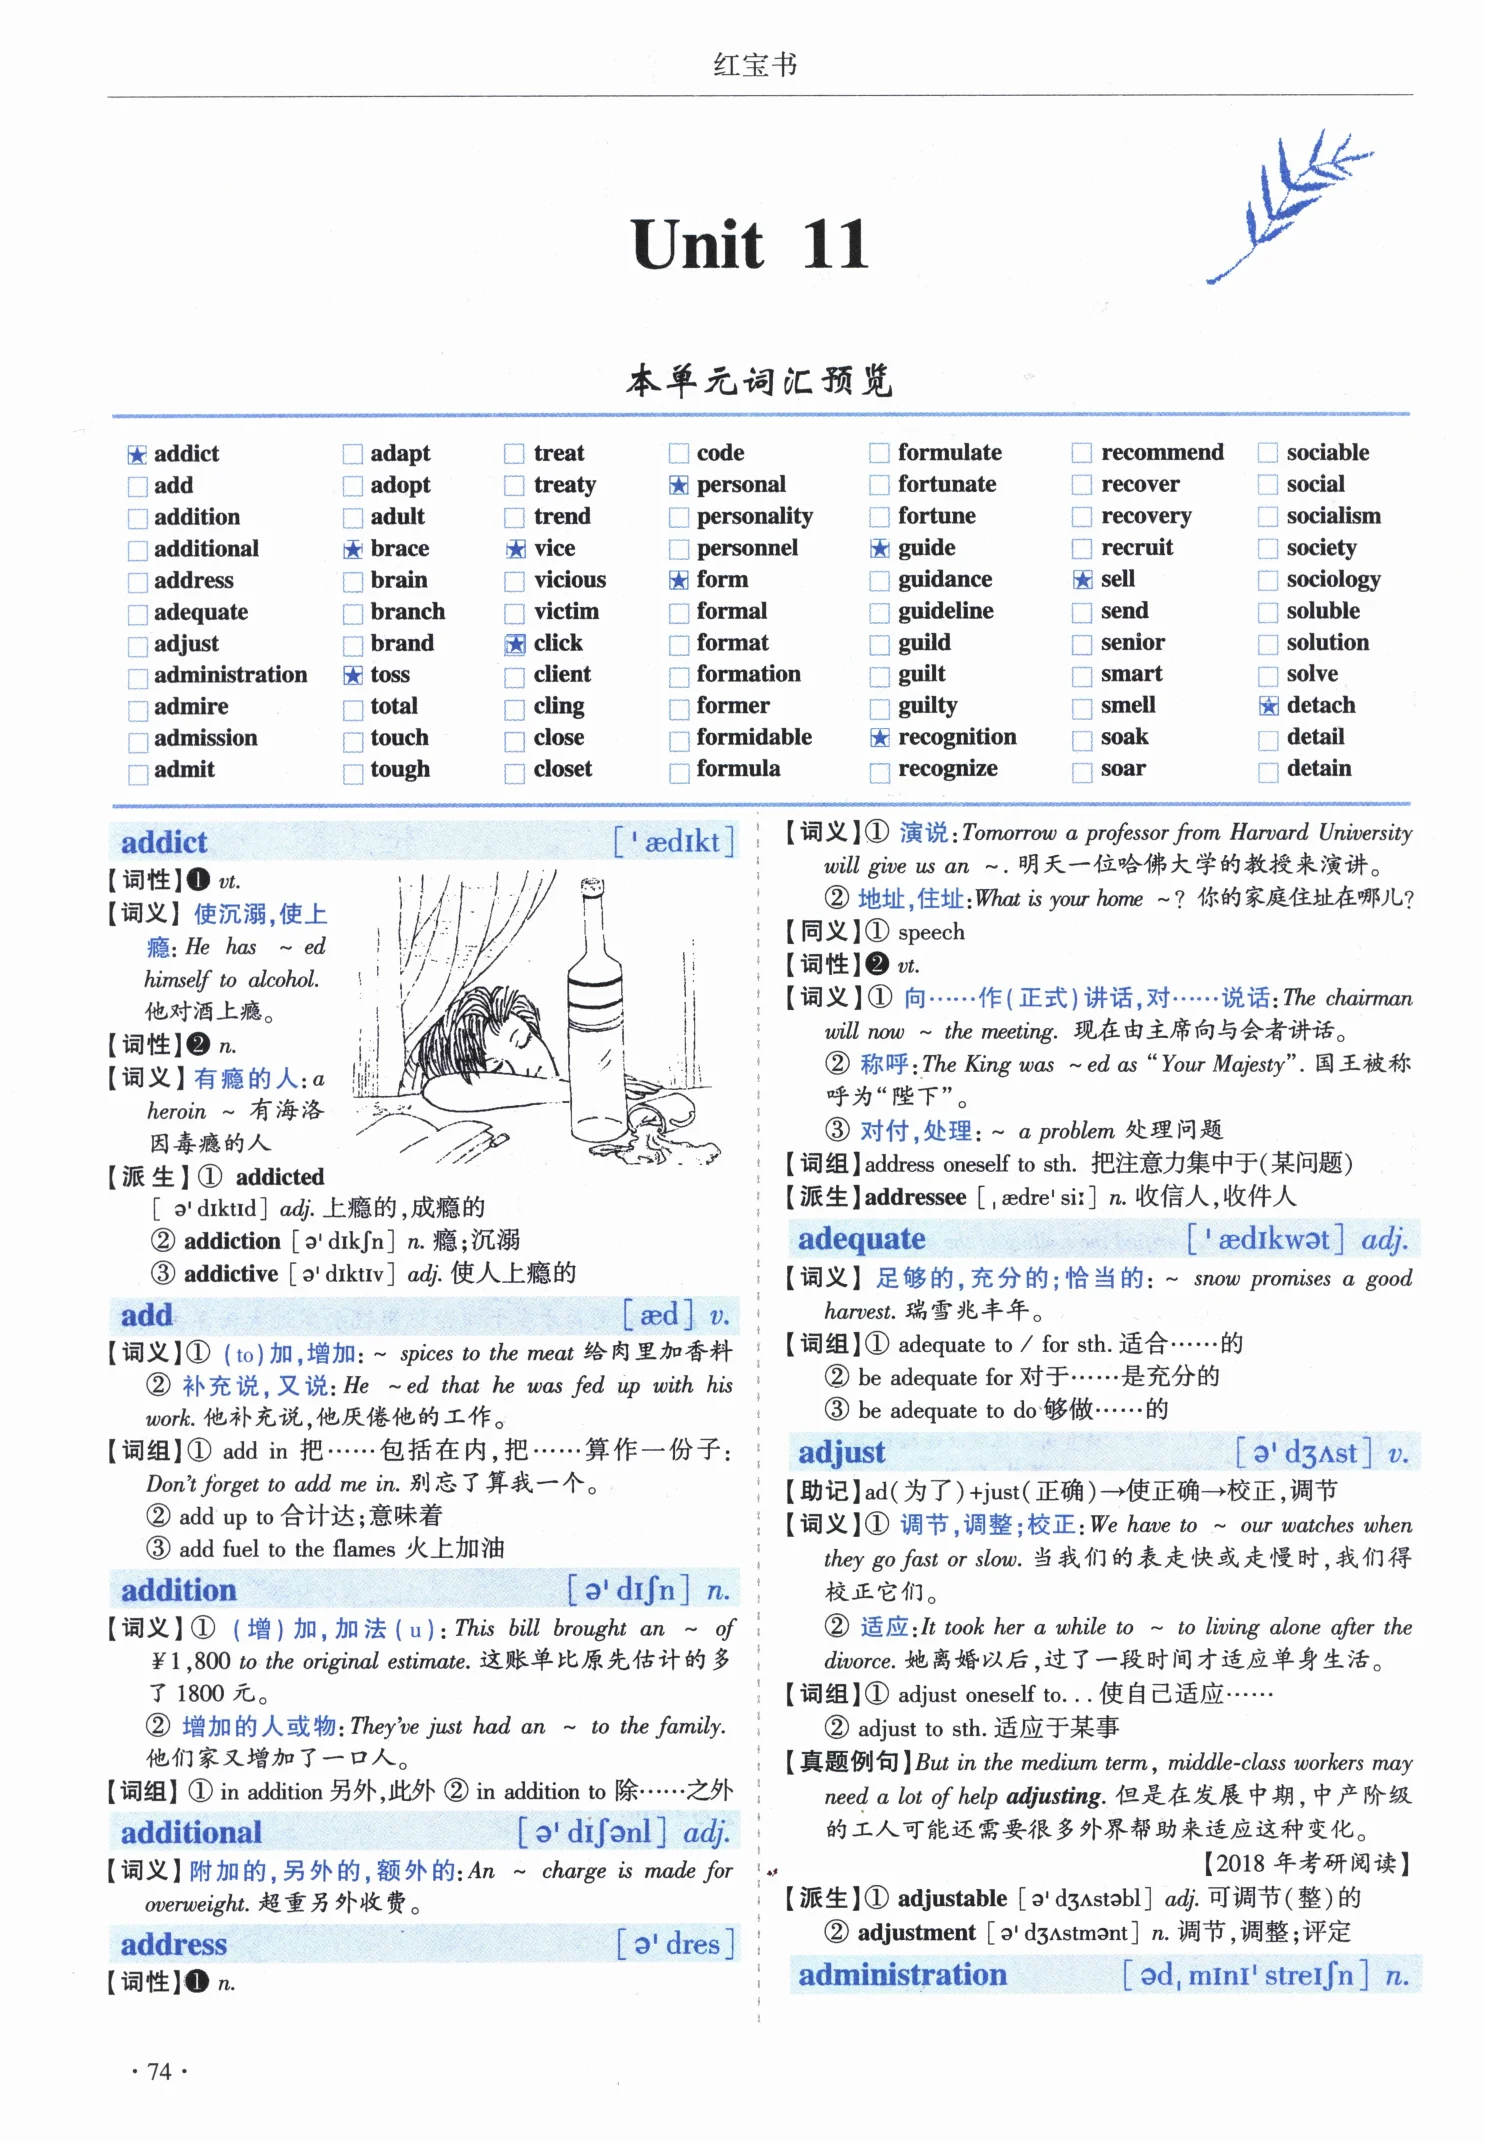 红宝书
Unit 11
本单元词汇预览
addict adapt treat code formulate recommend sociable
add adopt treaty personal fortunate recover social
addition adult trend personality fortune recovery socialism
additional brace vice personnel guide recruit society
address brain vicious form guidance sell sociology
adequate branch victim formal guideline send soluble
adjust brand click format guild senior solution
administration toss client formation guilt smart solve
admire total cling former guilty smell detach
admission touch close formidable recognition soak detail
admit tough closet formula recognize soar detain
addict [ˈædɪkt]
【词性】❶ vt.
【词义】使沉溺,使上
瘾: He has ~ ed
himself to alcohol.
他对酒上瘾。
【词性】❷ n.
【词义】有瘾的人: a
heroin ~ 有海洛
因毒瘾的人
【派生】① addicted
[əˈdɪktɪd] adj. 上瘾的,成瘾的
② addiction [əˈdɪkʃn] n. 瘾;沉溺
③ addictive [əˈdɪktɪv] adj. 使人上瘾的
add [æd] v.
【词义】① (to)加,增加: ~ spices to the meat 给肉里加香料
② 补充说,又说: He ~ed that he was fed up with his
work. 他补充说,他厌倦他的工作。
【词组】① add in 把……包括在内,把……算作一份子:
Don't forget to add me in. 别忘了算我一个。
② add up to 合计达;意味着
③ add fuel to the flames 火上加油
addition [əˈdɪʃn] n.
【词义】① (增)加,加法(u): This bill brought an ~ of
¥1,800 to the original estimate. 这账单比原先估计的多
了 1800 元。
② 增加的人或物: They've just had an ~ to the family.
他们家又增加了一口人。
【词组】① in addition 另外,此外 ② in addition to 除……之外
additional [əˈdɪʃənl] adj.
【词义】附加的,另外的,额外的: An ~ charge is made for
overweight. 超重另外收费。
address [əˈdres]
【词性】❶ n.
【词义】① 演说: Tomorrow a professor from Harvard University
will give us an ~. 明天一位哈佛大学的教授来演讲。
② 地址,住址: What is your home ~? 你的家庭住址在哪儿?
【同义】① speech
【词性】❷ vt.
【词义】① 向……作(正式)讲话,对……说话: The chairman
will now ~ the meeting. 现在由主席向与会者讲话。
② 称呼: The King was ~ed as “Your Majesty”. 国王被称
呼为“陛下”。
③ 对付,处理: ~ a problem 处理问题
【词组】address oneself to sth. 把注意力集中于(某问题)
【派生】addressee [ˌædreˈsiː] n. 收信人,收件人
adequate [ˈædɪkwət] adj.
【词义】足够的,充分的;恰当的: ~ snow promises a good
harvest. 瑞雪兆丰年。
【词组】① adequate to / for sth. 适合……的
② be adequate for 对于……是充分的
③ be adequate to do 够做……的
adjust [əˈdʒʌst] v.
【助记】ad(为了)+just(正确)→使正确→校正,调节
【词义】① 调节,调整;校正: We have to ~ our watches when
they go fast or slow. 当我们的表走快或走慢时,我们得
校正它们。
② 适应: It took her a while to ~ to living alone after the
divorce. 她离婚以后,过了一段时间才适应单身生活。
【词组】① adjust oneself to... 使自己适应……
② adjust to sth. 适应于某事
【真题例句】But in the medium term, middle-class workers may
need a lot of help adjusting. 但是在发展中期,中产阶级
的工人可能还需要很多外界帮助来适应这种变化。
【2018 年考研阅读】
【派生】① adjustable [əˈdʒʌstəbl] adj. 可调节(整)的
② adjustment [əˈdʒʌstmənt] n. 调节,调整;评定
administration [ədˌmɪnɪˈstreɪʃn] n.
· 74 ·